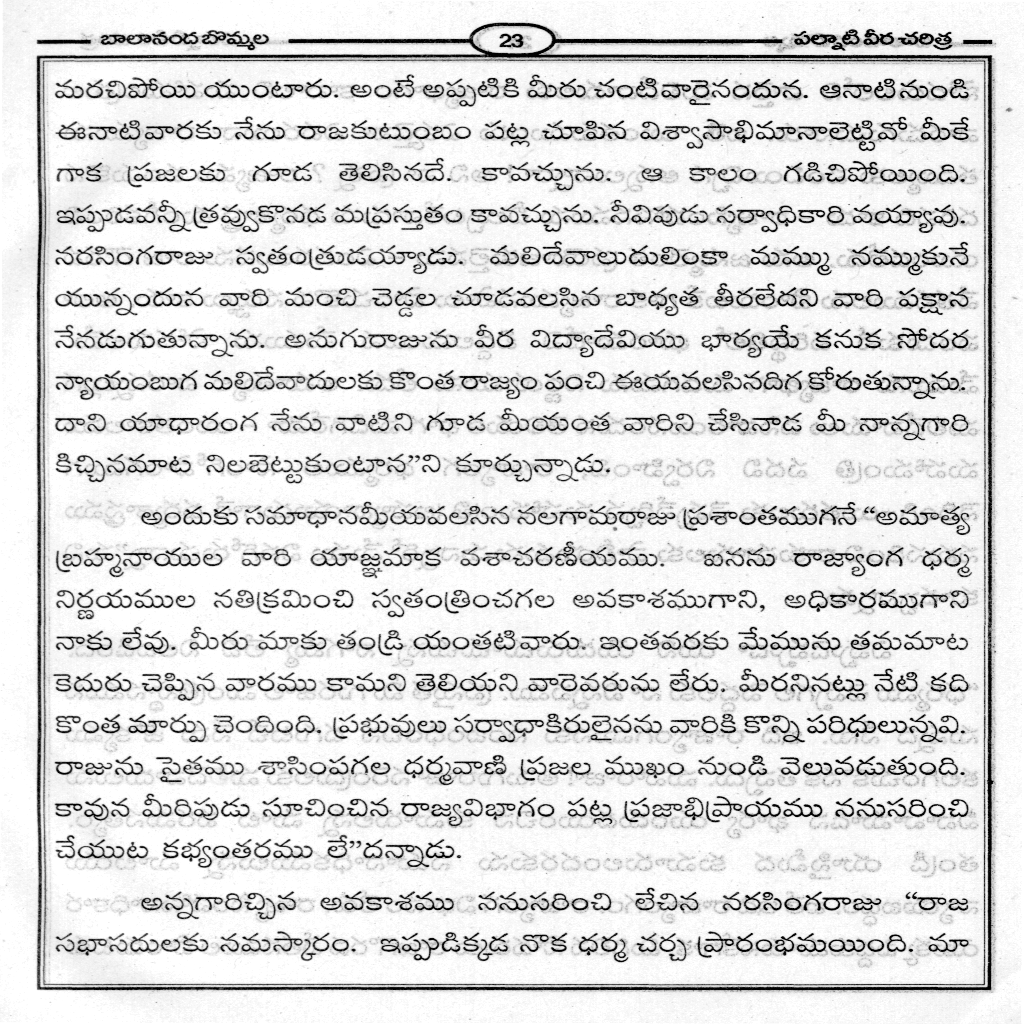 బాలానంద బొమ్మల 23 పల్నాటి వీర చరిత్ర
మరచిపోయి యుంటారు. అంటే అప్పటికి మీరు చంటివారైనందున. ఆనాటినుండి
ఈనాటివారకు నేను రాజకుటుంబం పట్ల చూపిన విశ్వాసాభిమానాలెట్టివో మీకే
గాక ప్రజలకు గూడ తెలిసినదే. కావచ్చును. ఆ కాలం గడిచిపోయింది.
ఇప్పుడవన్నీ త్రవ్వుకొనడ మప్రస్తుతం కావచ్చును. నీవిపుడు సర్వాధికారి వయ్యావు.
నరసింగరాజు స్వతంత్రుడయ్యాడు. మలిదేవాలుదులింకా మమ్ము నమ్ముకునే
యున్నందున వ్వారి మంచి చెడ్డల చూడవలసిన బాధ్యత తీరలేదని వారి పక్షాన
నేనడుగుతున్నాను. అనుగురాజును వీర విద్యాదేవియు భార్యయే కనుక సోదర
న్యాయంబుగ మలిదేవాదులకు కొంత రాజ్యం పంచి ఈయవలసినదిగ కోరుతున్నాను.
దాని యాధారంగ నేను వాటిని గూడ మీయంత వారిని చేసినాడ మీ నాన్నగారి
కిచ్చినమాట నిలబెట్టుకుంటాన”ని కూర్చున్నాడు.
అందుకు సమాధానమీయవలసిన నలగామరాజు ప్రశాంతముగనే “అమాత్య
బ్రహ్మనాయుల వారి యాజ్ఞమాక వశాచరణీయము. ఐనను రాజ్యాంగ ధర్మ
నిర్ణయముల నతిక్రమించి స్వతంత్రించగల అవకాశముగాని, అధికారముగాని
నాకు లేవు. మీరు మాకు తండ్రి యంతటివారు. ఇంతవరకు మేమును తమమాట
కెదురు చెప్పిన వారము కామని తెలియని వారెవరును లేరు. మీరనినట్లు నేటి కది
కొంత మార్పు చెందింది. ప్రభువులు సర్వాధాకిరులైనను వారికి కొన్ని పరిధులున్నవి.
రాజును సైతము శాసింపగల ధర్మవాణి ప్రజల ముఖం నుండి వెలువడుతుంది.
కావున మీరిపుడు సూచించిన రాజ్యవిభాగం పట్ల ప్రజాభిప్రాయము ననుసరించి
చేయుట కభ్యంతరము లే”దన్నాడు.
అన్నగారిచ్చిన అవకాశము ననుసరించి లేచిన నరసింగరాజు “రాజ
సభాసదులకు నమస్కారం. ఇప్పుడిక్కడ నొక ధర్మ చర్చ ప్రారంభమయింది. మా